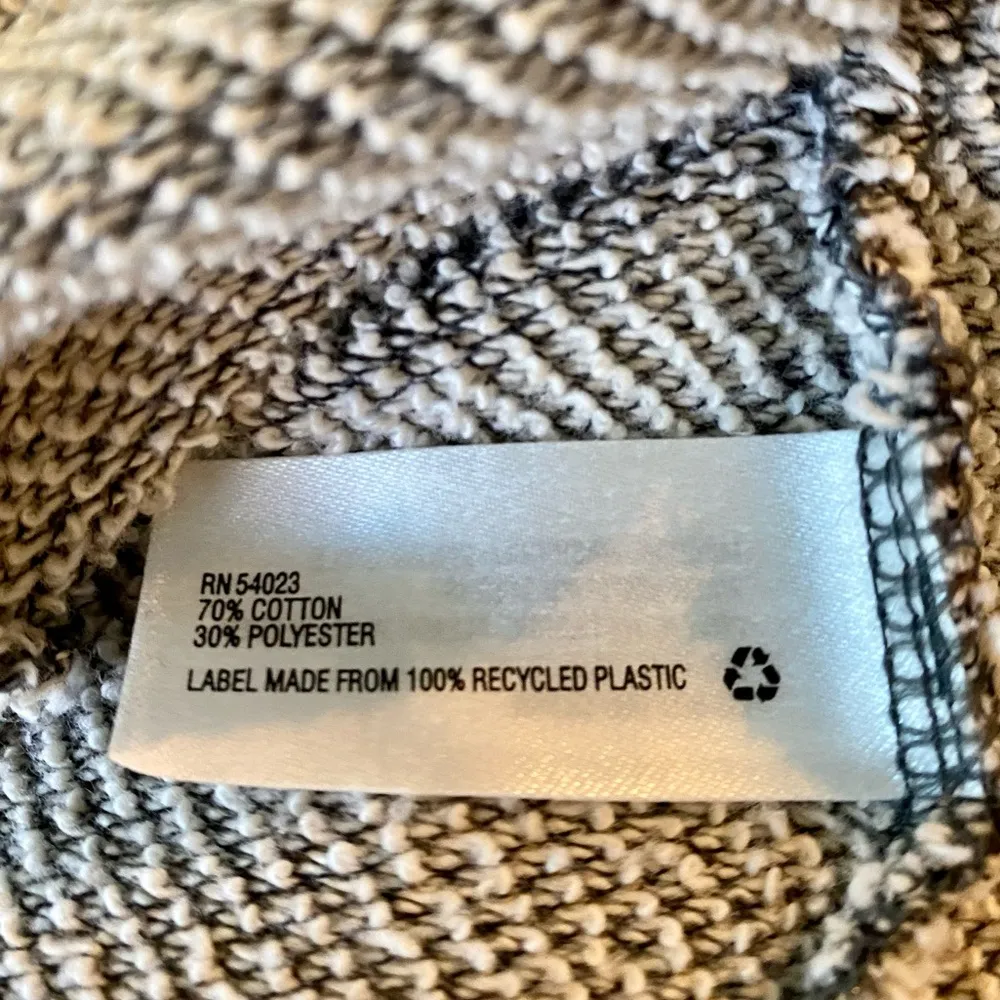 RN 54023
70% COTTON
30% POLYESTER
LABEL MADE FROM 100% RECYCLED PLASTIC